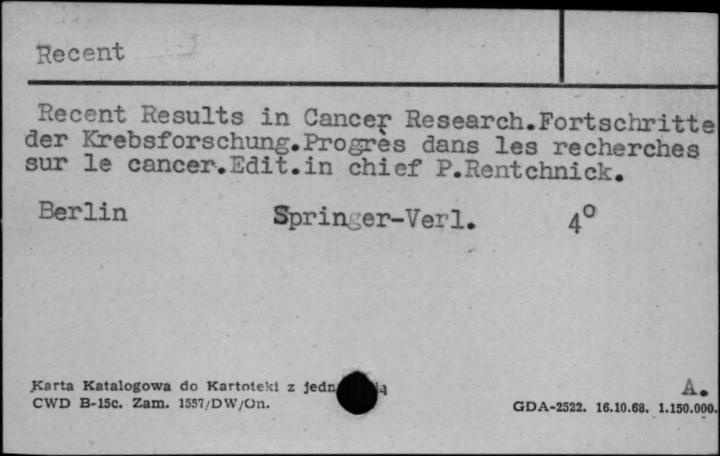 Recent
Recent Results in Cancer Research.Fortschritte
der Krebsforschung.Progrès dans les recherches
sur le cancer.Edit.in chief P.Rentchnick.
Berlin Springer-Verl. 4°
Karta Katalogowa do Kartoteki z A.
CWD B-15c. Zam. 1557/DW/On. GDA-2522. 16.10.68. 1.150.000.